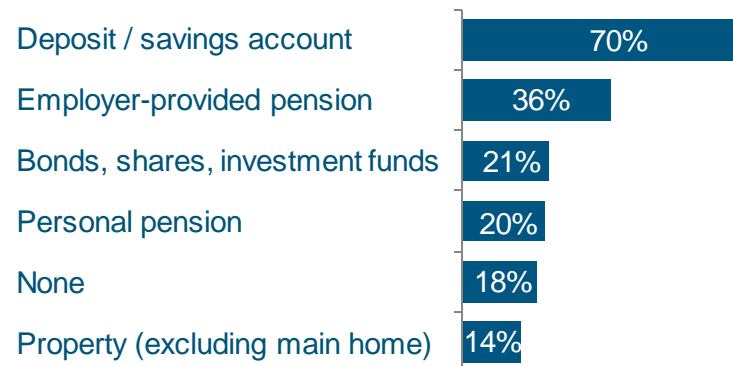 Deposit / savings account 70%
Employer-provided pension 36%
Bonds, shares, investment funds 21%
Personal pension 20%
None 18%
Property (excluding main home) 14%